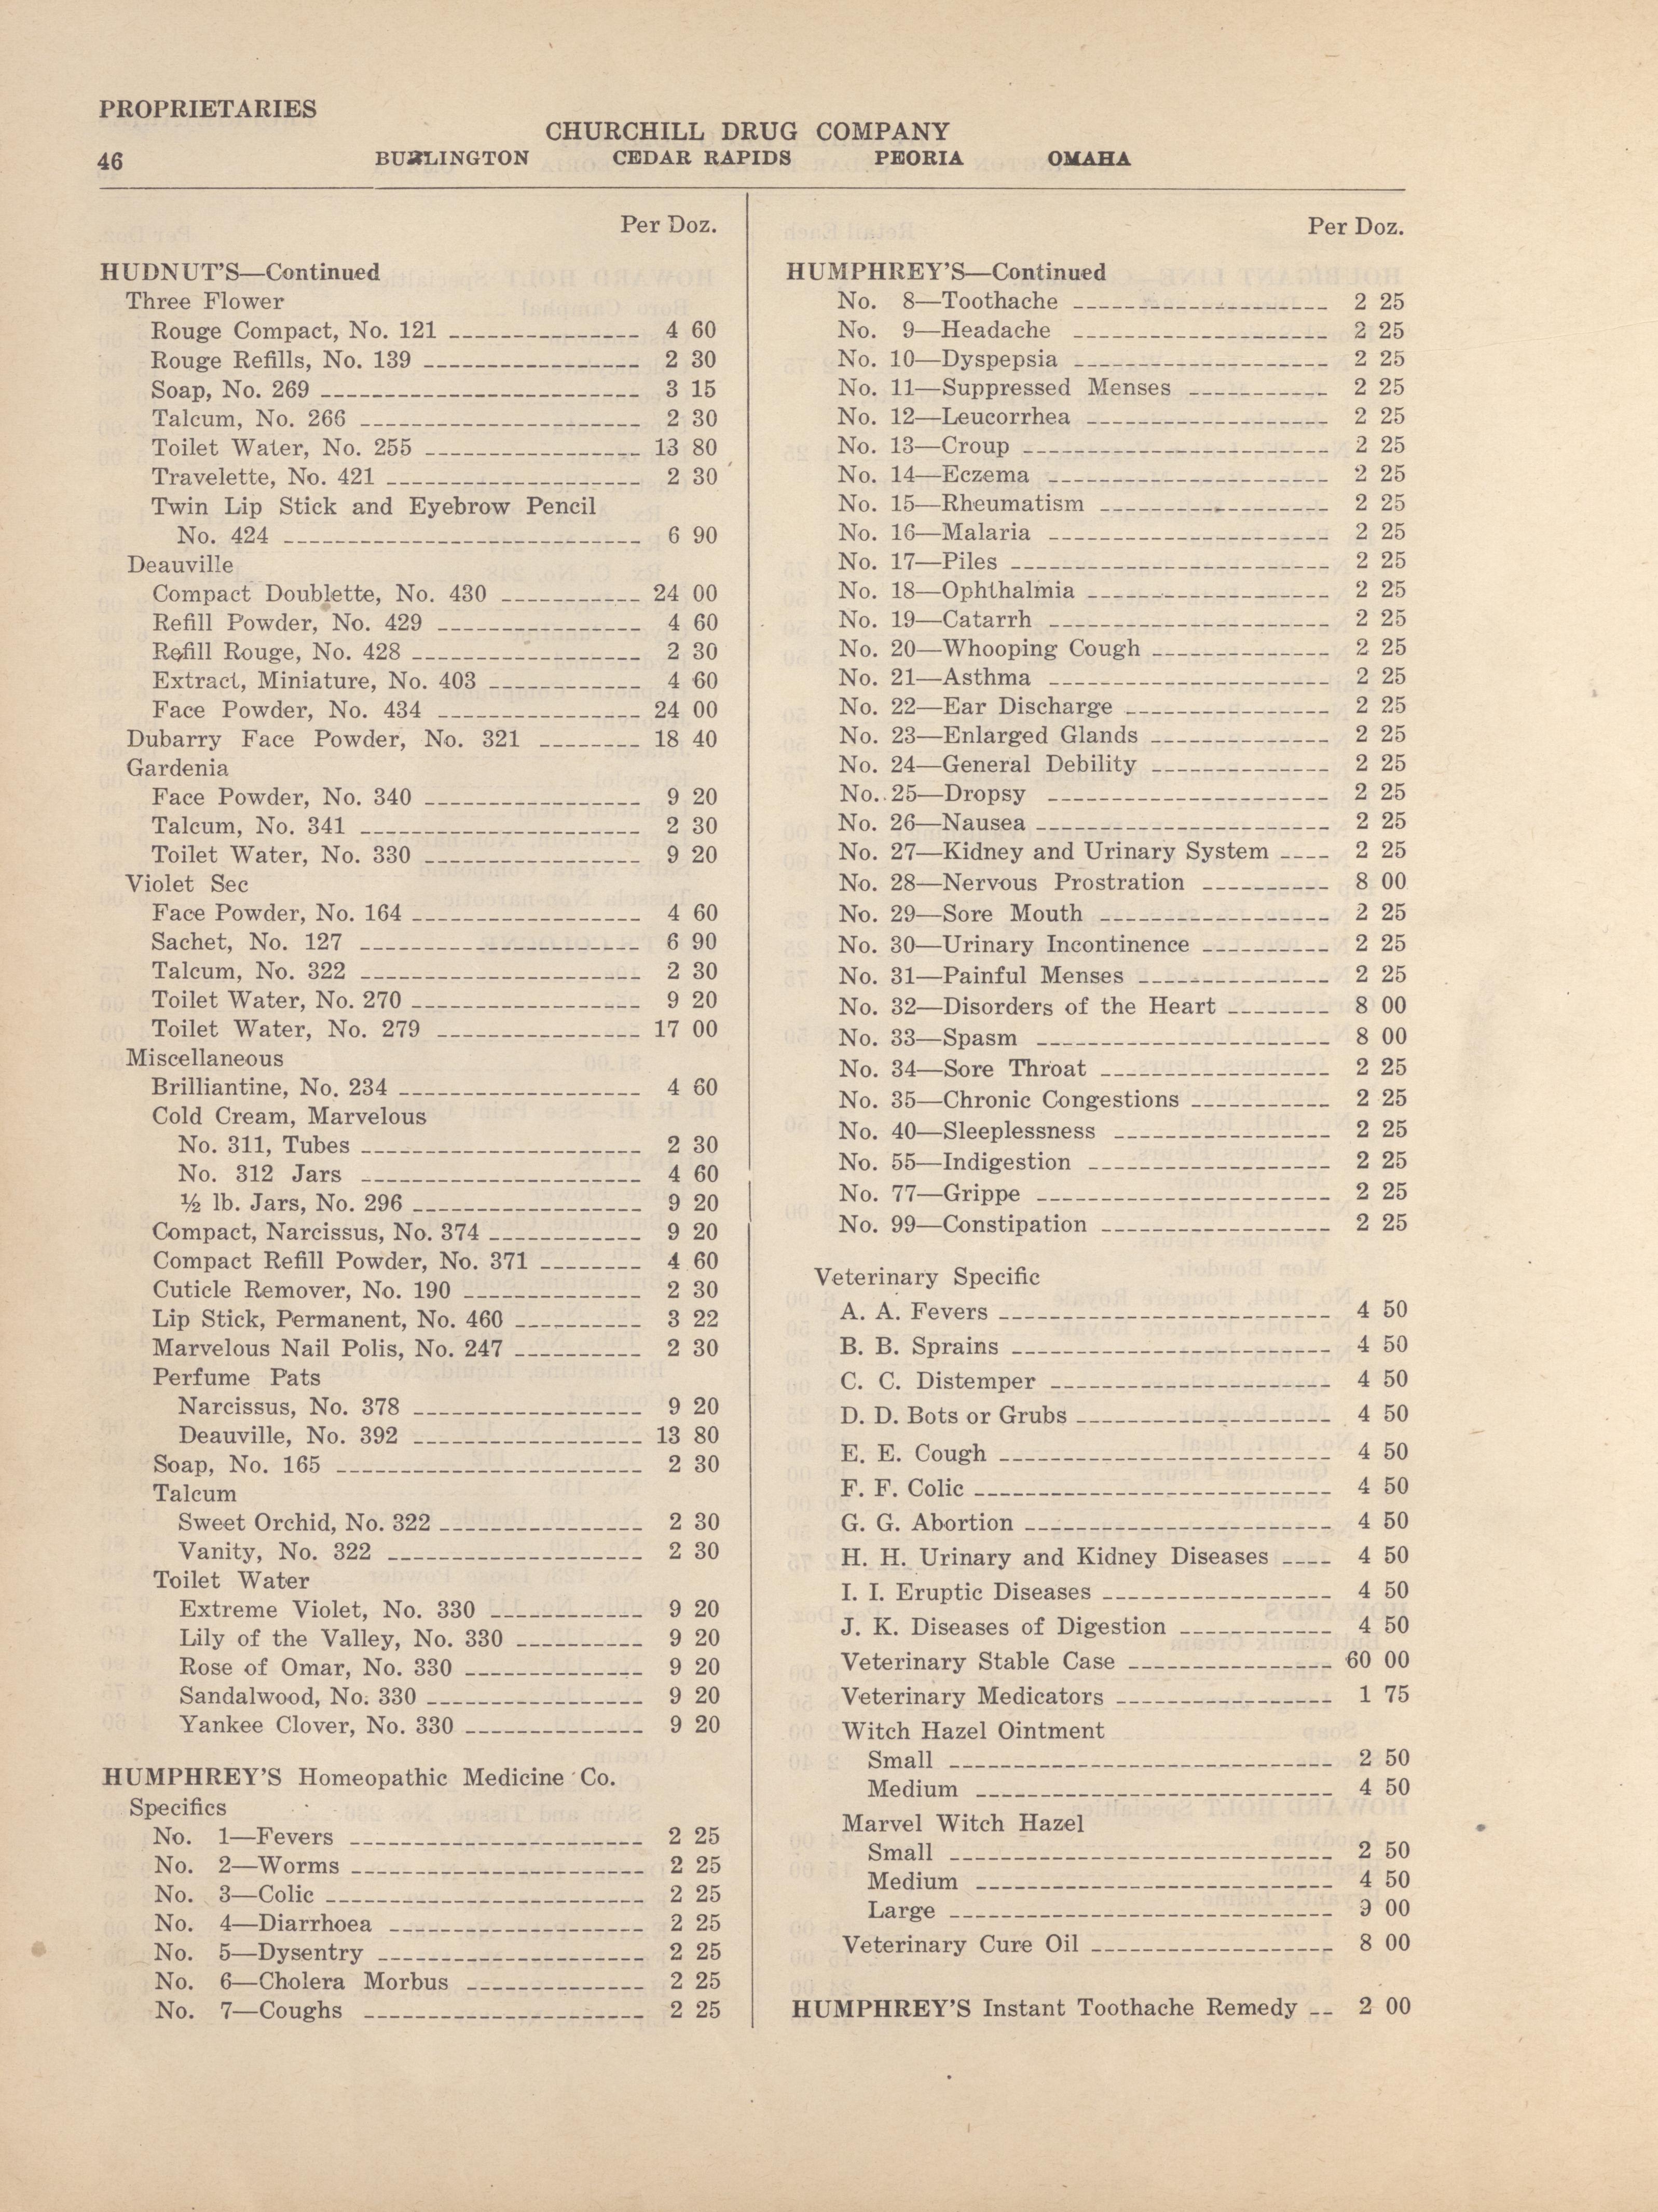 PROPRIETARIES
CHURCHILL DRUG COMPANY
46 BURLINGTON CEDAR RAPIDS PEORIA OMAHA
Per Doz.
HUDNUT'S—Continued
Three Flower
Rouge Compact, No. 121 4 60
Rouge Refills, No. 139 2 30
Soap, No. 269 3 15
Talcum, No. 266 2 30
Toilet Water, No. 255 13 80
Travelette, No. 421 2 30
Twin Lip Stick and Eyebrow Pencil
No. 424 6 90
Deauville
Compact Doublette, No. 430 24 00
Refill Powder, No. 429 4 60
Refill Rouge, No. 428 2 30
Extract, Miniature, No. 403 4 60
Face Powder, No. 434 24 00
Dubarry Face Powder, No. 321 18 40
Gardenia
Face Powder, No. 340 9 20
Talcum, No. 341 2 30
Toilet Water, No. 330 9 20
Violet Sec
Face Powder, No. 164 4 60
Sachet, No. 127 6 90
Talcum, No. 322 2 30
Toilet Water, No. 270 9 20
Toilet Water, No. 279 17 00
Miscellaneous
Brilliantine, No. 234 4 60
Cold Cream, Marvelous
No. 311, Tubes 2 30
No. 312 Jars 4 60
½ lb. Jars, No. 296 9 20
Compact, Narcissus, No. 374 9 20
Compact Refill Powder, No. 371 4 60
Cuticle Remover, No. 190 2 30
Lip Stick, Permanent, No. 460 3 22
Marvelous Nail Polis, No. 247 2 30
Perfume Pats
Narcissus, No. 378 9 20
Deauville, No. 392 13 80
Soap, No. 165 2 30
Talcum
Sweet Orchid, No. 322 2 30
Vanity, No. 322 2 30
Toilet Water
Extreme Violet, No. 330 9 20
Lily of the Valley, No. 330 9 20
Rose of Omar, No. 330 9 20
Sandalwood, No. 330 9 20
Yankee Clover, No. 330 9 20
HUMPHREY'S Homeopathic Medicine Co.
Specifics
No. 1—Fevers 2 25
No. 2—Worms 2 25
No. 3—Colic 2 25
No. 4—Diarrhoea 2 25
No. 5—Dysentry 2 25
No. 6—Cholera Morbus 2 25
No. 7—Coughs 2 25
Per Doz.
HUMPHREY'S—Continued
No. 8—Toothache 2 25
No. 9—Headache 2 25
No. 10—Dyspepsia 2 25
No. 11—Suppressed Menses 2 25
No. 12—Leucorrhea 2 25
No. 13—Croup 2 25
No. 14—Eczema 2 25
No. 15—Rheumatism 2 25
No. 16—Malaria 2 25
No. 17—Piles 2 25
No. 18—Ophthalmia 2 25
No. 19—Catarrh 2 25
No. 20—Whooping Cough 2 25
No. 21—Asthma 2 25
No. 22—Ear Discharge 2 25
No. 23—Enlarged Glands 2 25
No. 24—General Debility 2 25
No. 25—Dropsy 2 25
No. 26—Nausea 2 25
No. 27—Kidney and Urinary System 2 25
No. 28—Nervous Prostration 8 00
No. 29—Sore Mouth 2 25
No. 30—Urinary Incontinence 2 25
No. 31—Painful Menses 2 25
No. 32—Disorders of the Heart 8 00
No. 33—Spasm 8 00
No. 34—Sore Throat 2 25
No. 35—Chronic Congestions 2 25
No. 40—Sleeplessness 2 25
No. 55—Indigestion 2 25
No. 77—Grippe 2 25
No. 99—Constipation 2 25
Veterinary Specific
A. A. Fevers 4 50
B. B. Sprains 4 50
C. C. Distemper 4 50
D. D. Bots or Grubs 4 50
E. E. Cough 4 50
F. F. Colic 4 50
G. G. Abortion 4 50
H. H. Urinary and Kidney Diseases 4 50
I. I. Eruptic Diseases 4 50
J. K. Diseases of Digestion 4 50
Veterinary Stable Case 60 00
Veterinary Medicators 1 75
Witch Hazel Ointment
Small 2 50
Medium 4 50
Marvel Witch Hazel
Small 2 50
Medium 4 50
Large 9 00
Veterinary Cure Oil 8 00
HUMPHREY'S Instant Toothache Remedy 2 00